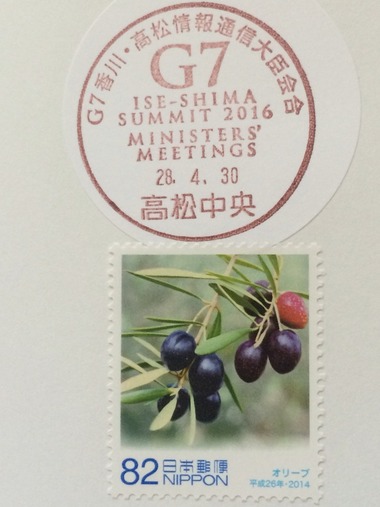 G7香川・高松情報通信大臣会合
G7
ISE-SHIMA
SUMMIT 2016
MINISTERS'
MEETINGS
28. 4. 30
高松中央
82 日本郵便
NIPPON
オリーブ
平成26年・2014